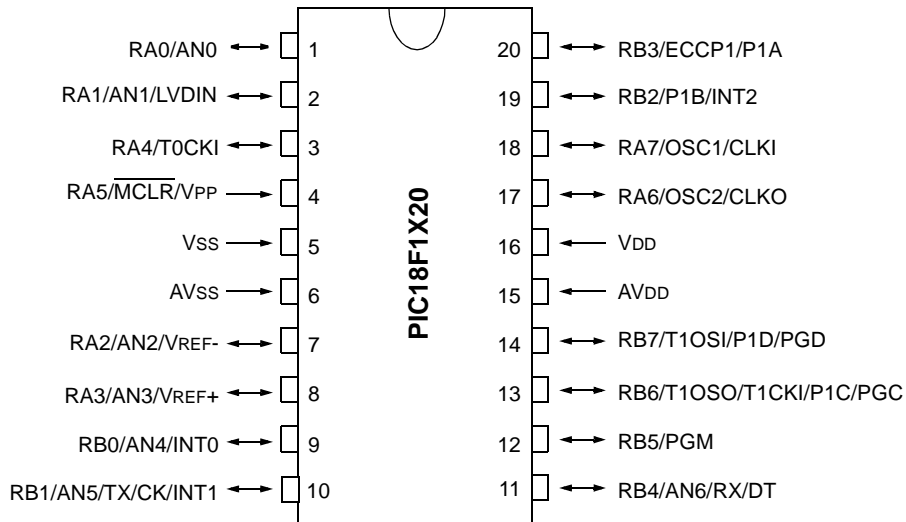 RA0/AN0 1 20 RB3/ECCP1/P1A
RA1/AN1/LVDIN 2 19 RB2/P1B/INT2
RA4/T0CKI 3 18 RA7/OSC1/CLKI
RA5/MCLR/VPP 4 17 RA6/OSC2/CLKO
VSS 5 16 VDD
AVSS 6 15 AVDD
RA2/AN2/VREF- 7 14 RB7/T1OSI/P1D/PGD
RA3/AN3/VREF+ 8 13 RB6/T1OSO/T1CKI/P1C/PGC
RB0/AN4/INT0 9 12 RB5/PGM
RB1/AN5/TX/CK/INT1 10 11 RB4/AN6/RX/DT
PIC18F1X20